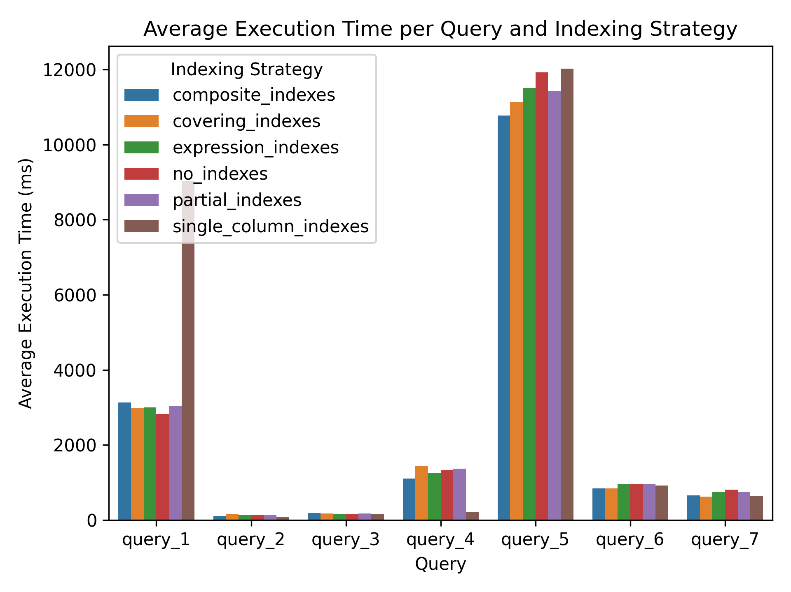 Average Execution Time per Query and Indexing Strategy
Indexing Strategy
composite_indexes
covering_indexes
expression_indexes
no_indexes
partial_indexes
single_column_indexes
Average Execution Time (ms)
12000
10000
8000
6000
4000
2000
0
query_1 query_2 query_3 query_4 query_5 query_6 query_7
Query